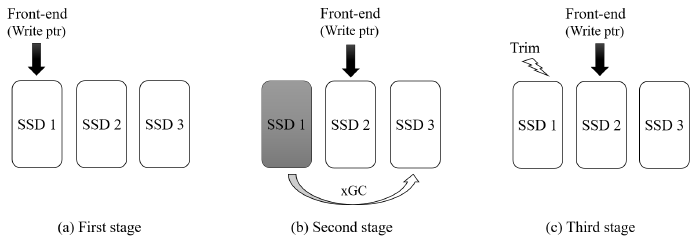 Front-end
(Write ptr)
SSD 1
SSD 2
SSD 3
(a) First stage
Front-end
(Write ptr)
SSD 1
SSD 2
SSD 3
xGC
(b) Second stage
Front-end
(Write ptr)
Trim
SSD 1
SSD 2
SSD 3
(c) Third stage